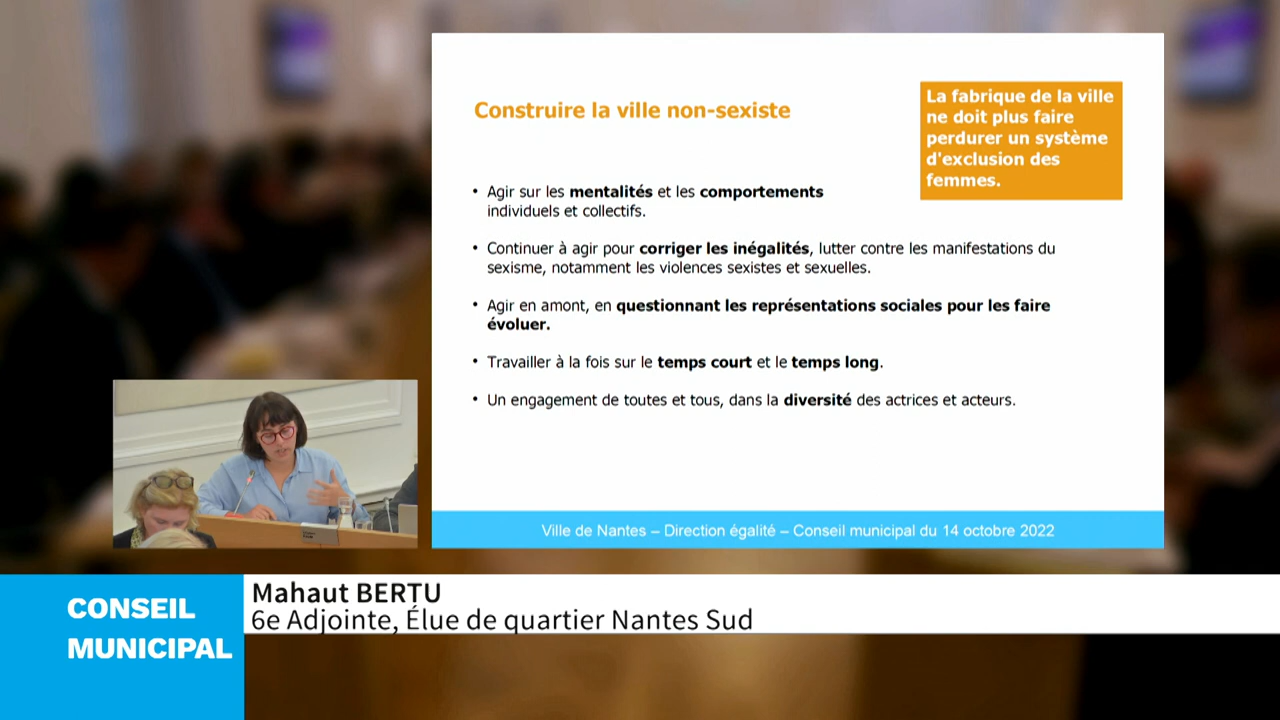 Construire la ville non-sexiste
La fabrique de la ville
ne doit plus faire
perdurer un système
d'exclusion des
femmes.
• Agir sur les mentalités et les comportements
individuels et collectifs.
• Continuer à agir pour corriger les inégalités, lutter contre les manifestations du
sexisme, notamment les violences sexistes et sexuelles.
• Agir en amont, en questionnant les représentations sociales pour les faire
évoluer.
• Travailler à la fois sur le temps court et le temps long.
• Un engagement de toutes et tous, dans la diversité des actrices et acteurs.
Ville de Nantes – Direction égalité – Conseil municipal du 14 octobre 2022
CONSEIL
MUNICIPAL
Mahaut BERTU
6e Adjointe, Élue de quartier Nantes Sud